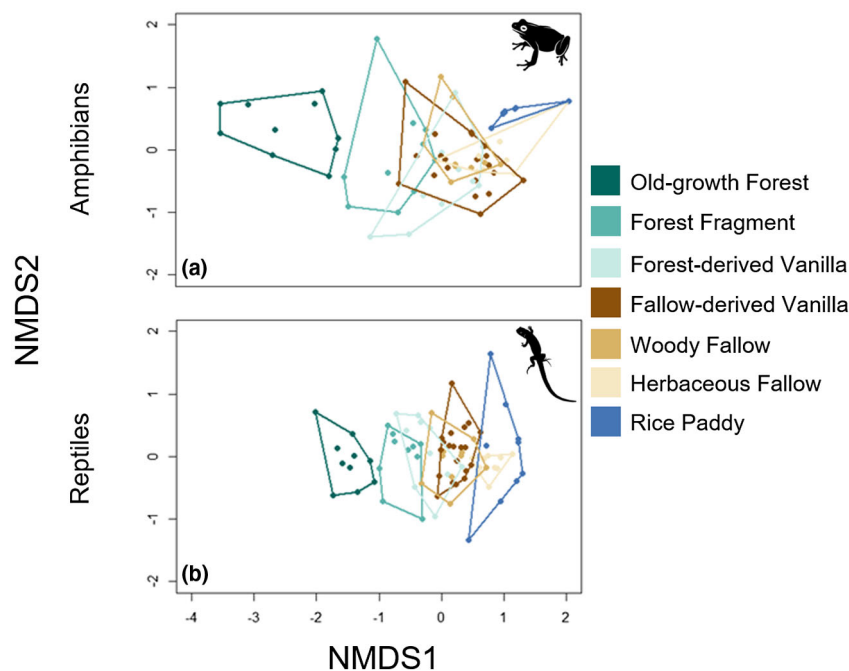 NMDS2
Amphibians
2
1
0
-1
-2
(a)
Reptiles
2
1
0
-1
-2
(b)
-4 -3 -2 -1 0 1 2
NMDS1
Old-growth Forest
Forest Fragment
Forest-derived Vanilla
Fallow-derived Vanilla
Woody Fallow
Herbaceous Fallow
Rice Paddy